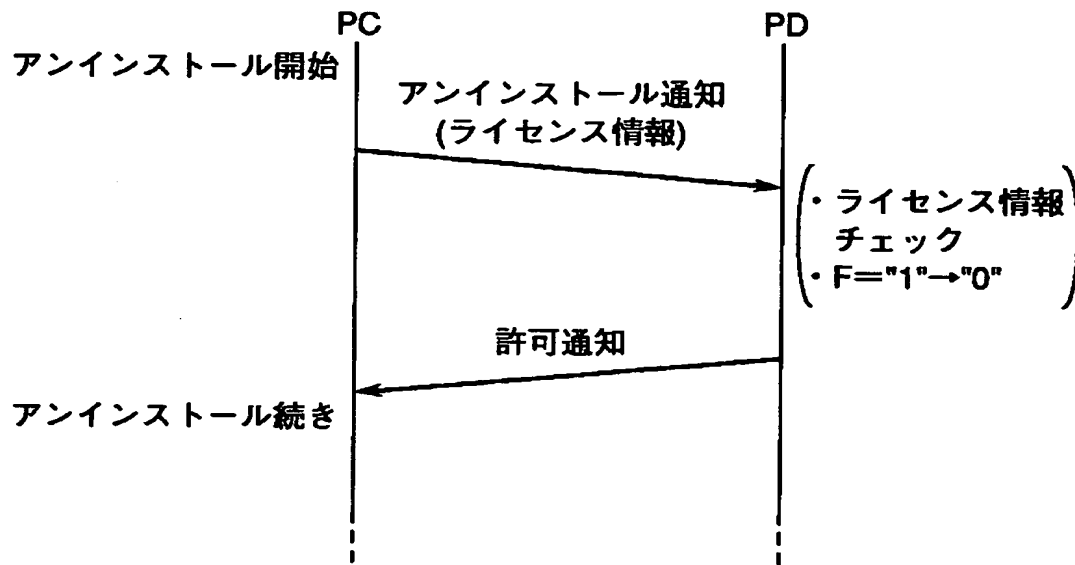 PC
PD
アンインストール開始
アンインストール通知
(ライセンス情報)
・ライセンス情報
チェック
・F="1"→"0"
許可通知
アンインストール続き